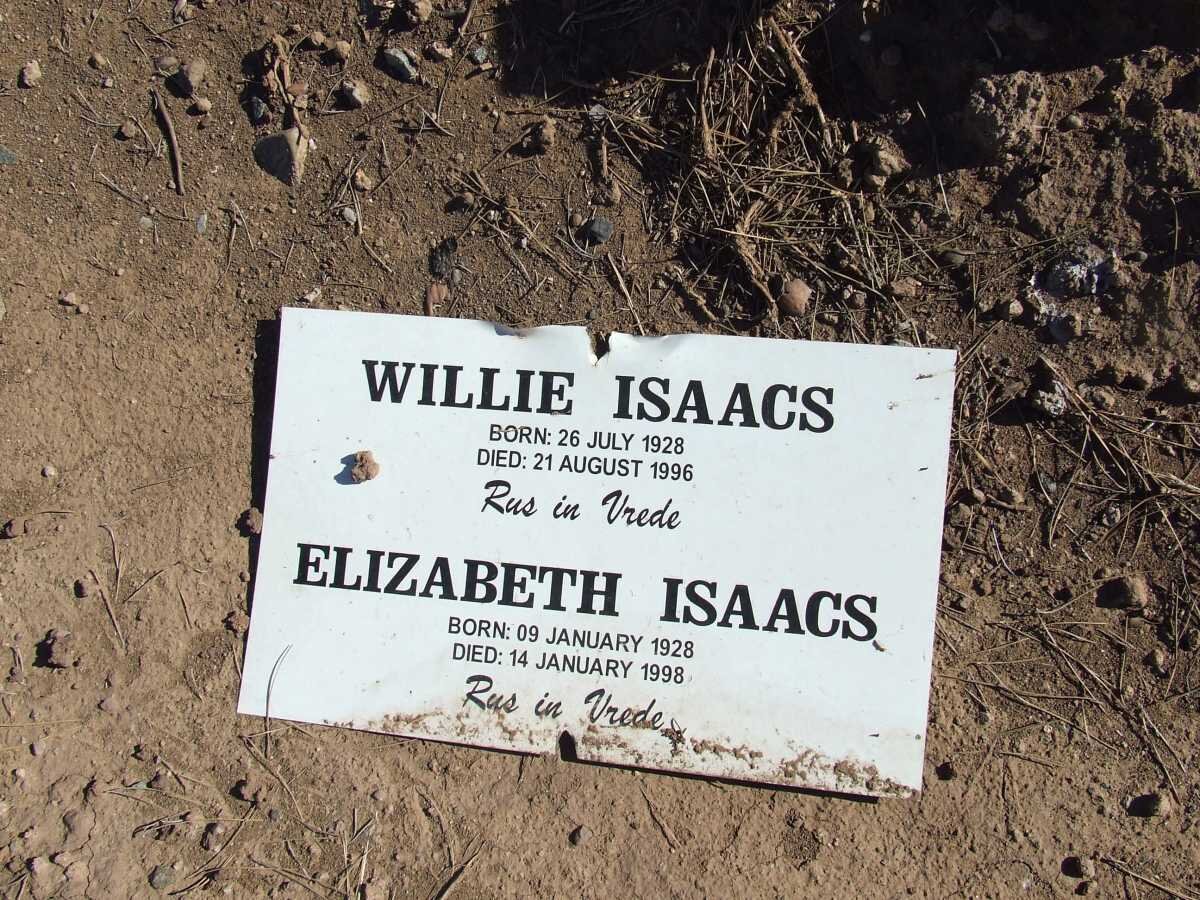 WILLIE ISAACS
BORN: 26 JULY 1928
DIED: 21 AUGUST 1996
Rus in Vrede
ELIZABETH ISAACS
BORN: 09 JANUARY 1928
DIED: 14 JANUARY 1998
Rus in Vrede